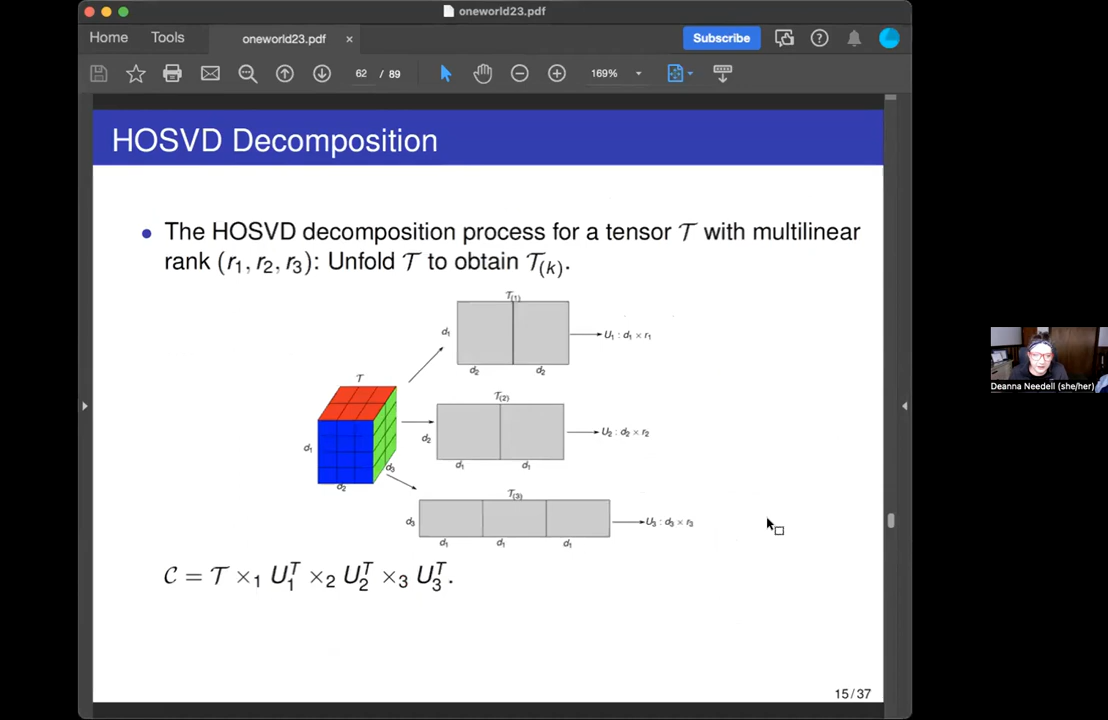 oneworld23.pdf
Home Tools oneworld23.pdf × Subscribe
62 / 89 169%
HOSVD Decomposition
• The HOSVD decomposition process for a tensor 𝒯 with multilinear
rank (r₁, r₂, r₃): Unfold 𝒯 to obtain 𝒯₍ₖ₎.
𝒯₍₁₎
d₁
U₁ : d₁ × r₁
d₂ d₂
𝒯
𝒯₍₂₎
d₂
U₂ : d₂ × r₂
d₁ d₁
d₁
d₃
d₂
𝒯₍₃₎
d₃
U₃ : d₃ × r₃
d₁ d₁ d₁
𝒞 = 𝒯 ×₁ U₁ᵀ ×₂ U₂ᵀ ×₃ U₃ᵀ.
15/37
Deanna Needell (she/her)